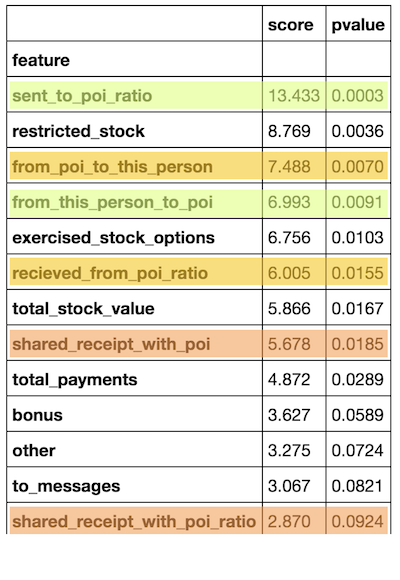 score pvalue
feature
sent_to_poi_ratio 13.433 0.0003
restricted_stock 8.769 0.0036
from_poi_to_this_person 7.488 0.0070
from_this_person_to_poi 6.993 0.0091
exercised_stock_options 6.756 0.0103
recieved_from_poi_ratio 6.005 0.0155
total_stock_value 5.866 0.0167
shared_receipt_with_poi 5.678 0.0185
total_payments 4.872 0.0289
bonus 3.627 0.0589
other 3.275 0.0724
to_messages 3.067 0.0821
shared_receipt_with_poi_ratio 2.870 0.0924